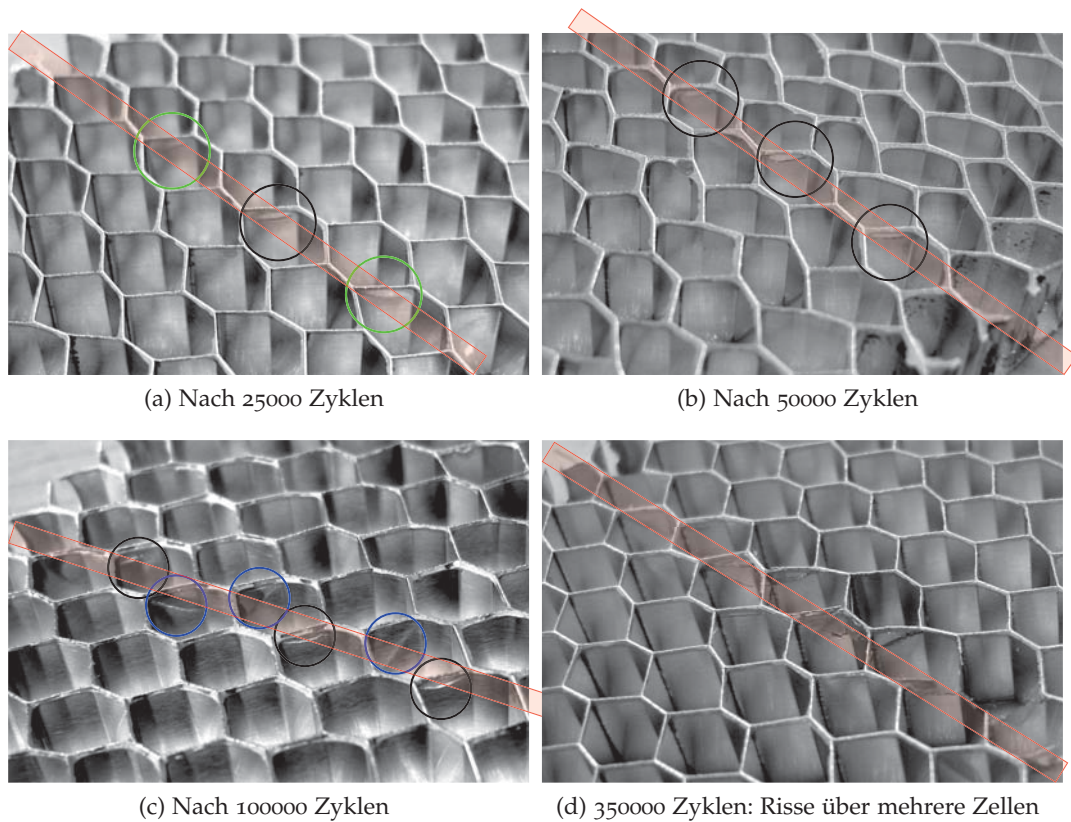 (a) Nach 25000 Zyklen
(b) Nach 50000 Zyklen
(c) Nach 100000 Zyklen
(d) 350000 Zyklen: Risse über mehrere Zellen